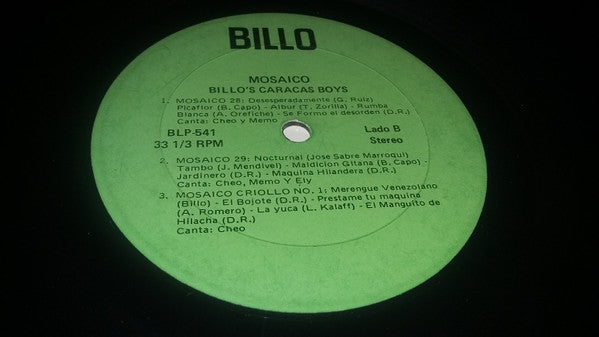 BILLO
MOSAICO
BILLO'S CARACAS BOYS
1. MOSAICO 28: Desesperadamente (G. Ruiz)
Picaflor (B. Capo) - Albur (T. Zorilla) - Rumba
Blanca (A. Orefiche) - Se Formo el desorden (D.R.)
Canta: Cheo y Memo
BLP-541 Lado B
33 1/3 RPM Stereo
2. MOSAICO 29: Nocturnal (Jose Sabre Marroqui)
Tambo (J. Mendivel) - Maldicion Gitana (B. Capo) -
Jardinero (D.R.) - Maquina Hilandera (D.R.)
Canta: Cheo, Memo Y Ely
3. MOSAICO CRIOLLO NO. 1: Merengue Venezolano
(Billo) - El Bojote (D.R.) - Prestame tu maquina
(A. Romero) - La yuca (L. Kalaff) - El Manguito de
Hilacha (D.R.)
Canta: Cheo